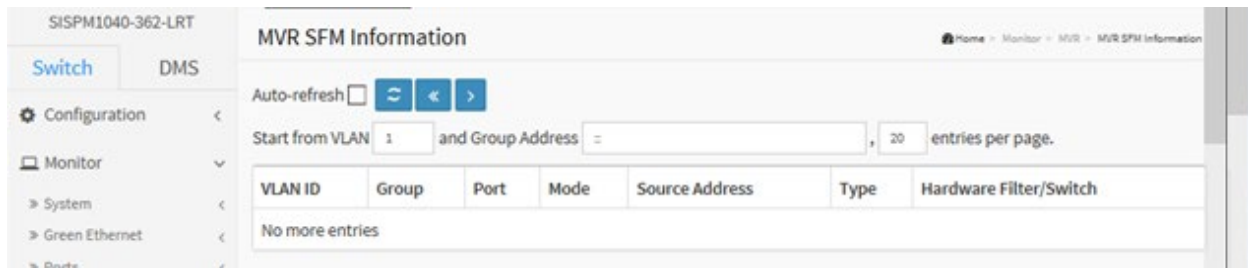 SISPM1040-362-LRT
Switch DMS
Configuration
Monitor
System
Green Ethernet
Ports
MVR SFM Information
Home > Monitor > MVR > MVR SFM Information
Auto-refresh
Start from VLAN 1 and Group Address :: , 20 entries per page.
VLAN ID Group Port Mode Source Address Type Hardware Filter/Switch
No more entries